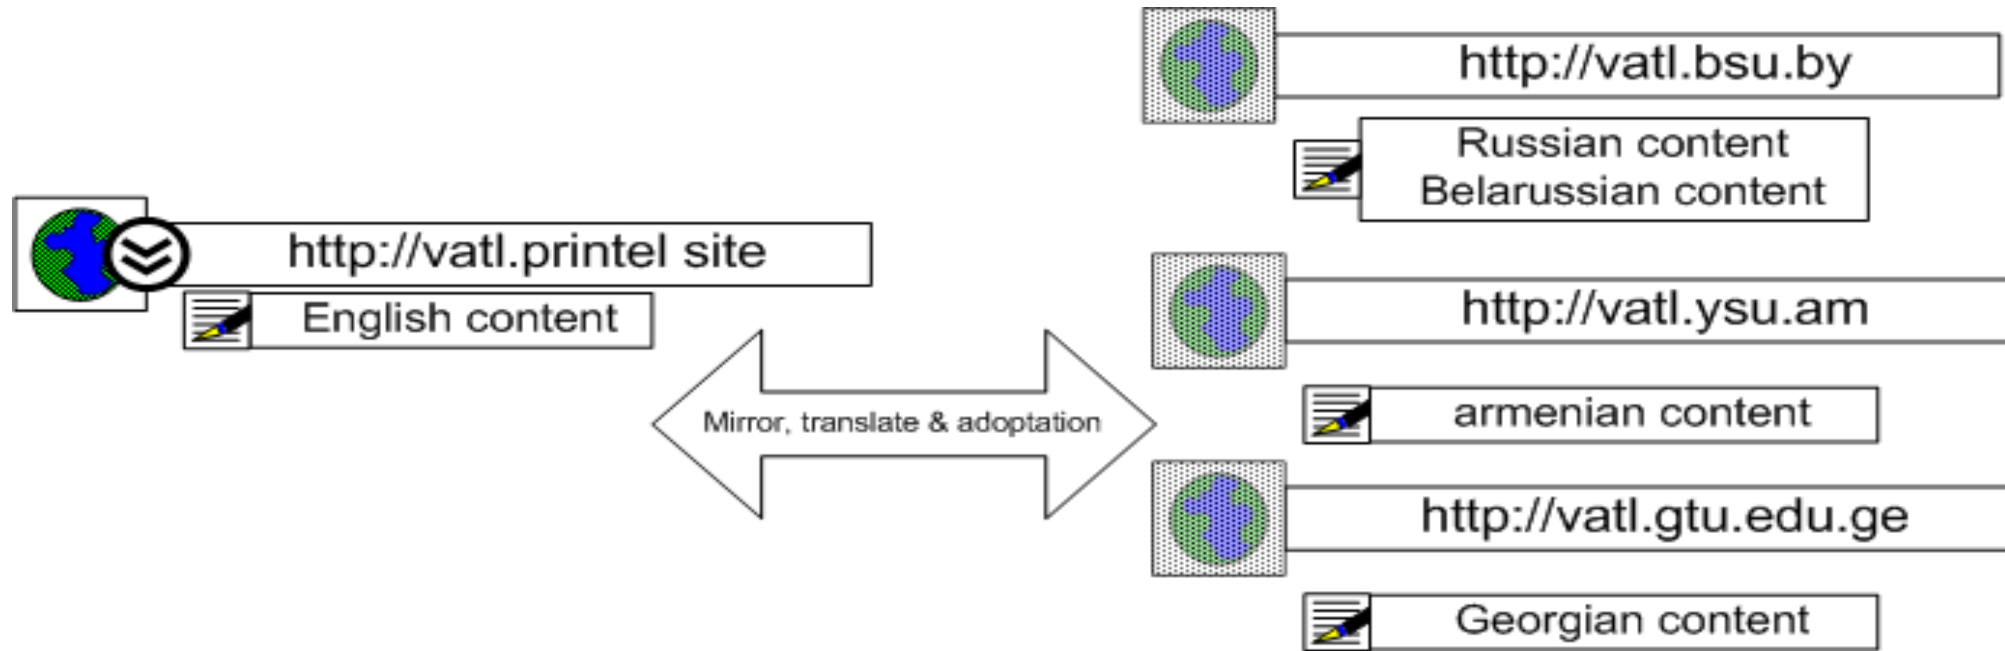 http://vatl.printel site
English content
Mirror, translate & adoptation
http://vatl.bsu.by
Russian content
Belarussian content
http://vatl.ysu.am
armenian content
http://vatl.gtu.edu.ge
Georgian content